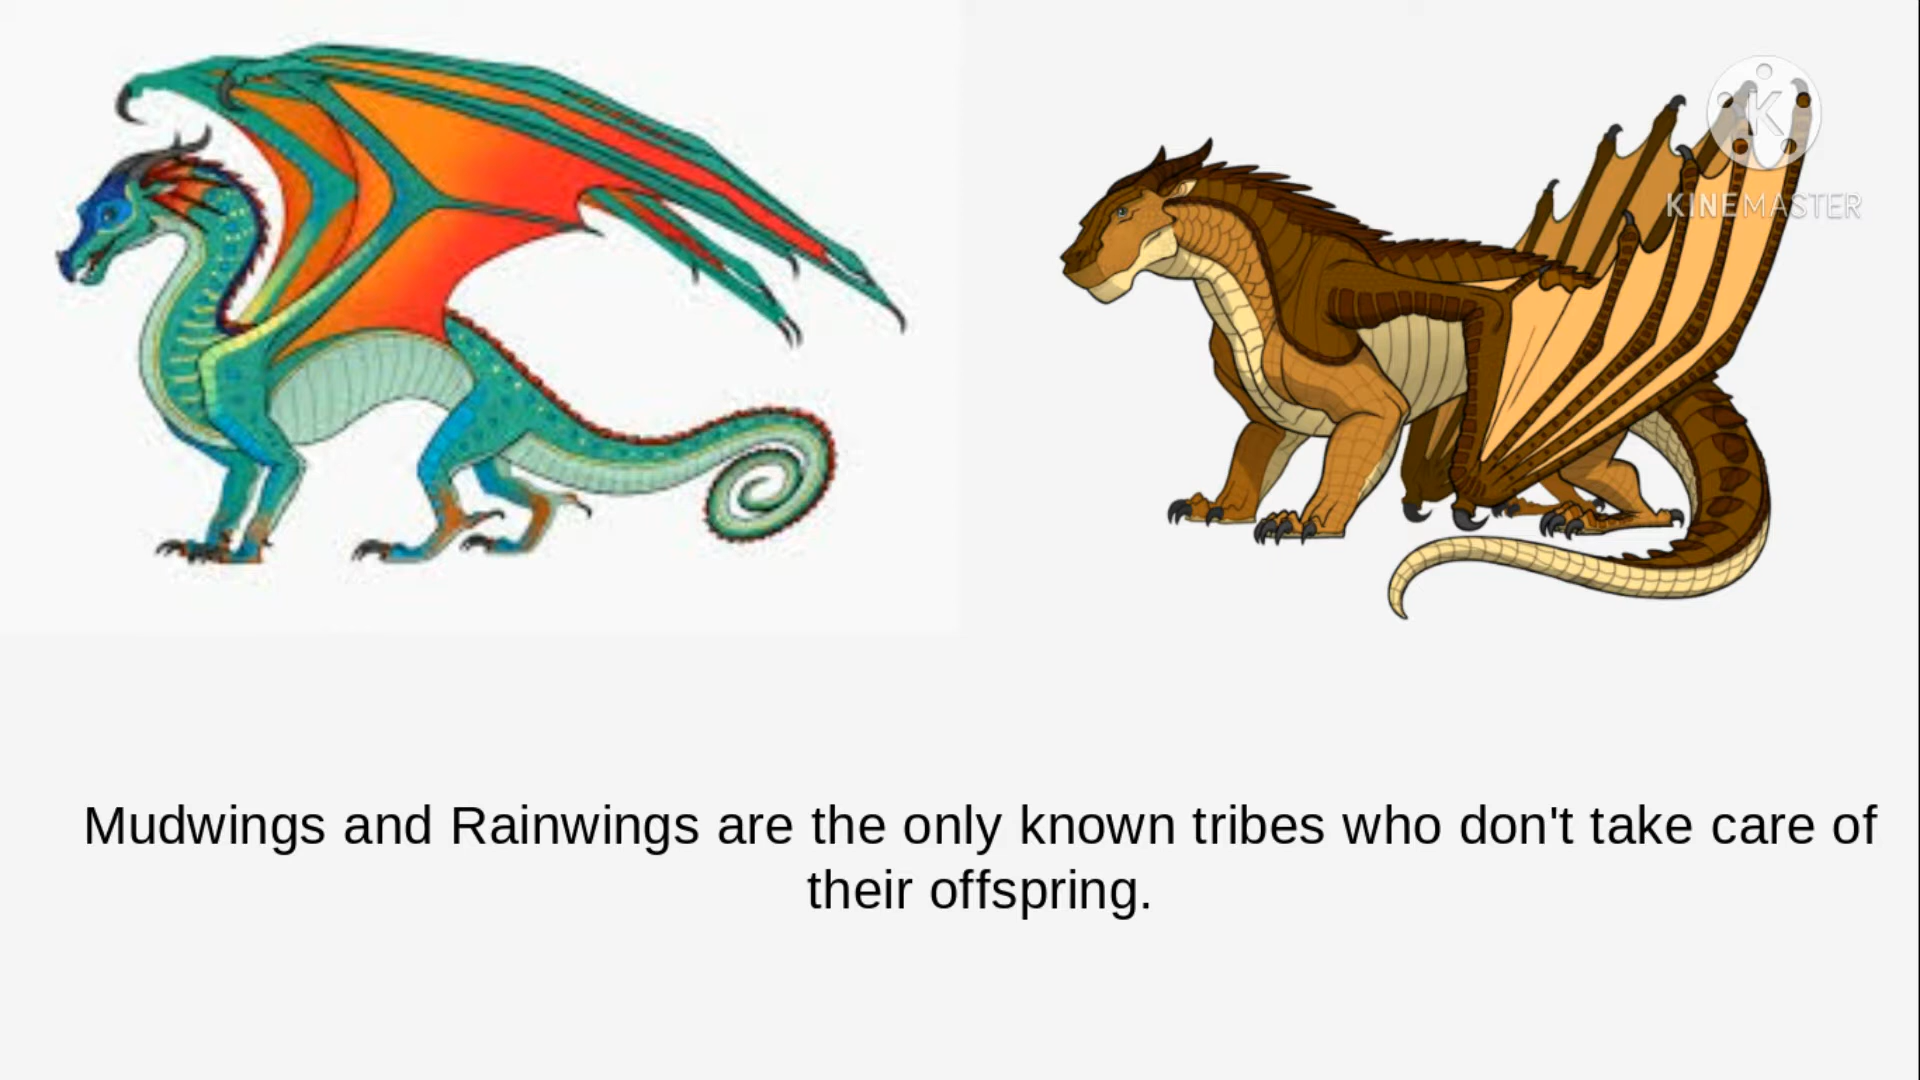 K
KINEMASTER
Mudwings and Rainwings are the only known tribes who don't take care of
their offspring.